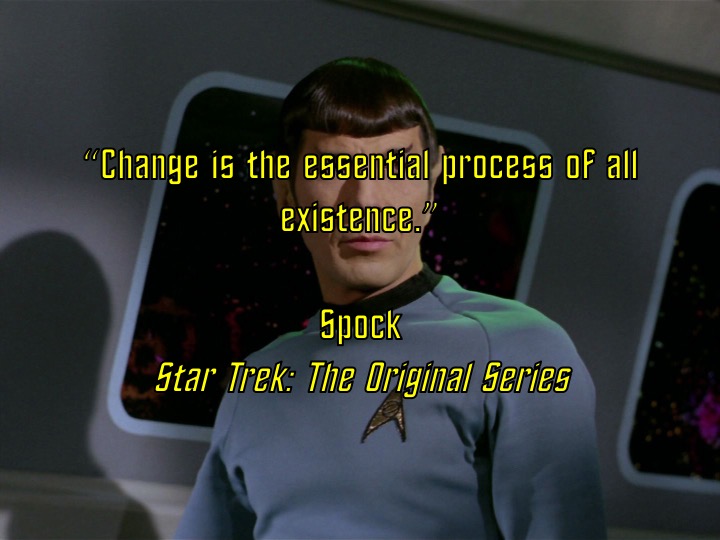 “Change is the essential process of all
existence.”
Spock
Star Trek: The Original Series